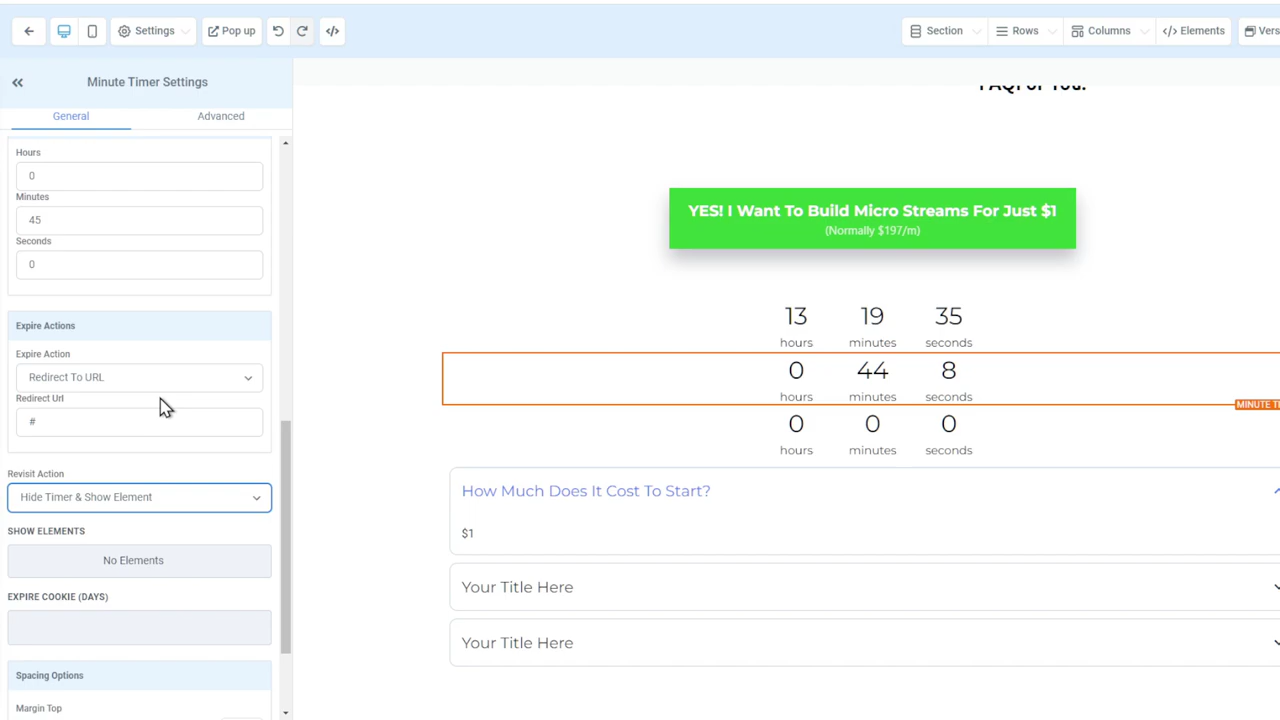 Settings
Pop up
Section
Rows
Columns
</> Elements
Minute Timer Settings
General
Advanced
Hours
0
Minutes
45
Seconds
0
Expire Actions
Expire Action
Redirect To URL
Redirect Url
#
Revisit Action
Hide Timer & Show Element
SHOW ELEMENTS
No Elements
EXPIRE COOKIE (DAYS)
Spacing Options
Margin Top
YES! I Want To Build Micro Streams For Just $1
(Normally $197/m)
13 19 35
hours minutes seconds
0 44 8
hours minutes seconds
MINUTE
0 0 0
hours minutes seconds
How Much Does It Cost To Start?
$1
Your Title Here
Your Title Here